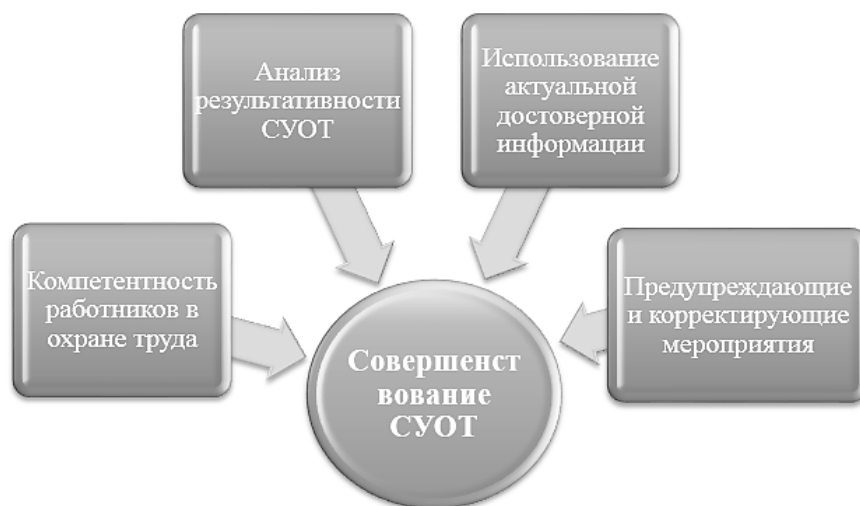 Анализ
результативности
СУОТ
Использование
актуальной
достоверной
информации
Компетентность
работников в
охране труда
Предупреждающие
и корректирующие
мероприятия
Совершенст
вование
СУОТ